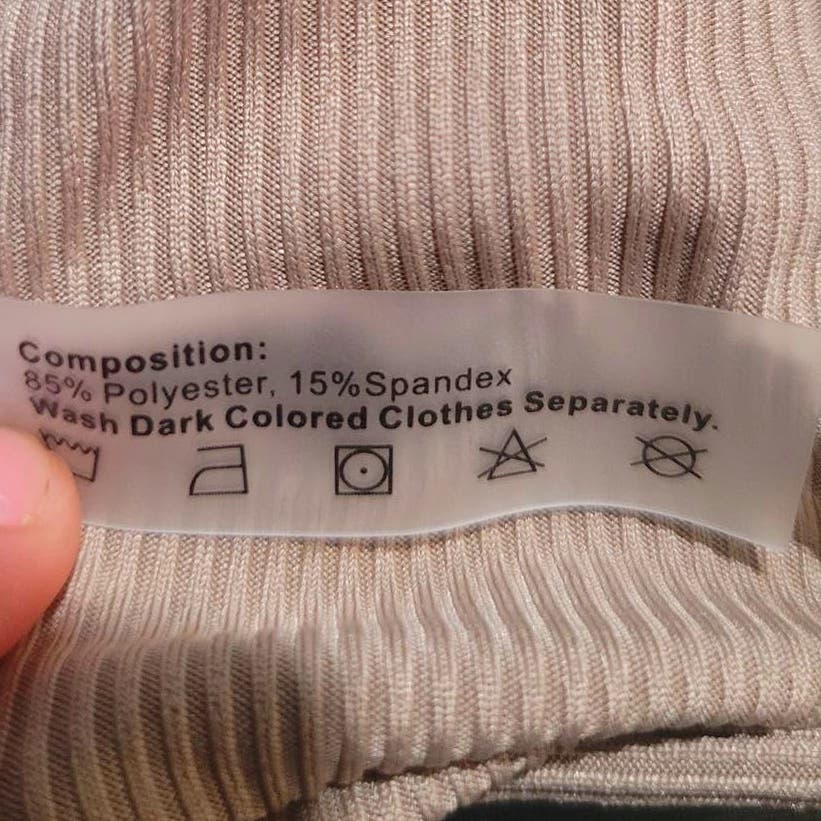 Composition:
85% Polyester, 15%Spandex
Wash Dark Colored Clothes Separately.